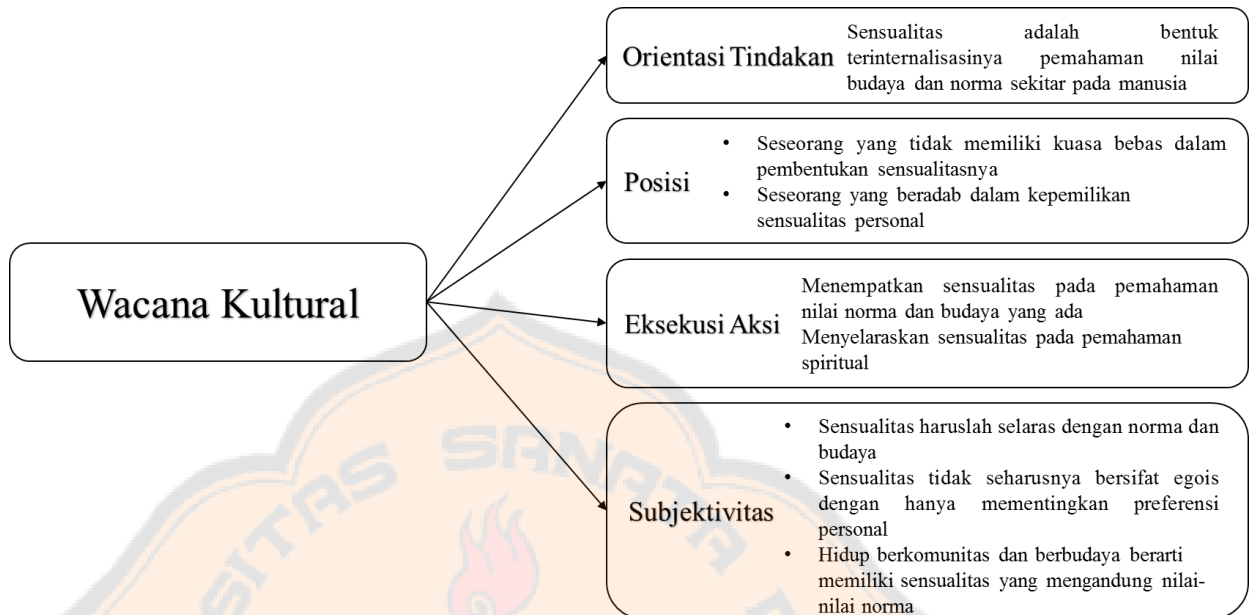 Wacana Kultural
Orientasi Tindakan
Sensualitas adalah bentuk
terinternalisasinya pemahaman nilai
budaya dan norma sekitar pada manusia
Posisi
• Seseorang yang tidak memiliki kuasa bebas dalam
pembentukan sensualitasnya
• Seseorang yang beradab dalam kepemilikan
sensualitas personal
Eksekusi Aksi
Menempatkan sensualitas pada pemahaman
nilai norma dan budaya yang ada
Menyelaraskan sensualitas pada pemahaman
spiritual
Subjektivitas
• Sensualitas haruslah selaras dengan norma dan
budaya
• Sensualitas tidak seharusnya bersifat egois
dengan hanya mementingkan preferensi
personal
• Hidup berkomunitas dan berbudaya berarti
memiliki sensualitas yang mengandung nilai-
nilai norma
SITAS SANATA D